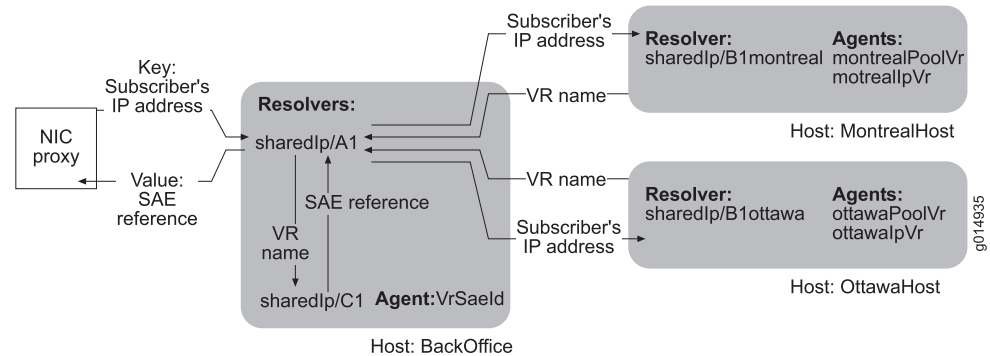 Key:
Subscriber's
IP address
NIC
proxy
Value:
SAE
reference
Resolvers:
sharedIp/A1
SAE reference
VR
name
sharedIp/C1 Agent:VrSaeId
Host: BackOffice
Subscriber's
IP address
VR name
VR name
Subscriber's
IP address
Resolver: Agents:
sharedIp/B1montreal montrealPoolVr
motrealIpVr
Host: MontrealHost
Resolver: Agents:
sharedIp/B1ottawa ottawaPoolVr
ottawaIpVr
Host: OttawaHost
g014935